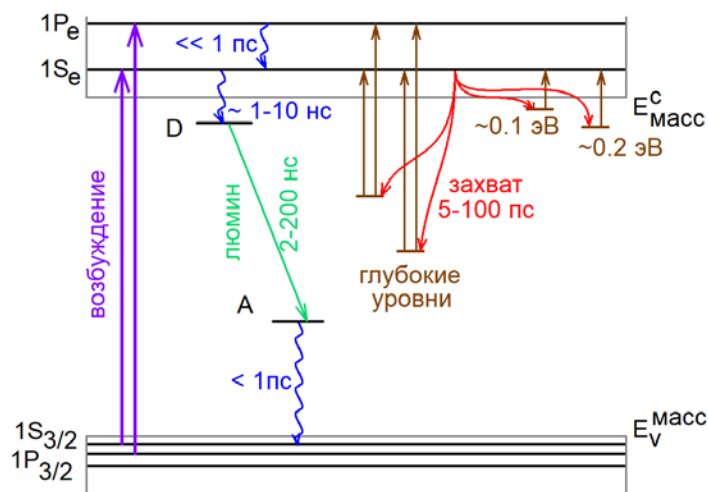 1Pe
<< 1 пс
1Se
~ 1-10 нс
Eмассc
D
~0.1 эВ
~0.2 эВ
возбуждение
люмин
2-200 нс
захват
5-100 пс
глубокие
уровни
A
< 1пс
1S3/2
Evмасс
1P3/2